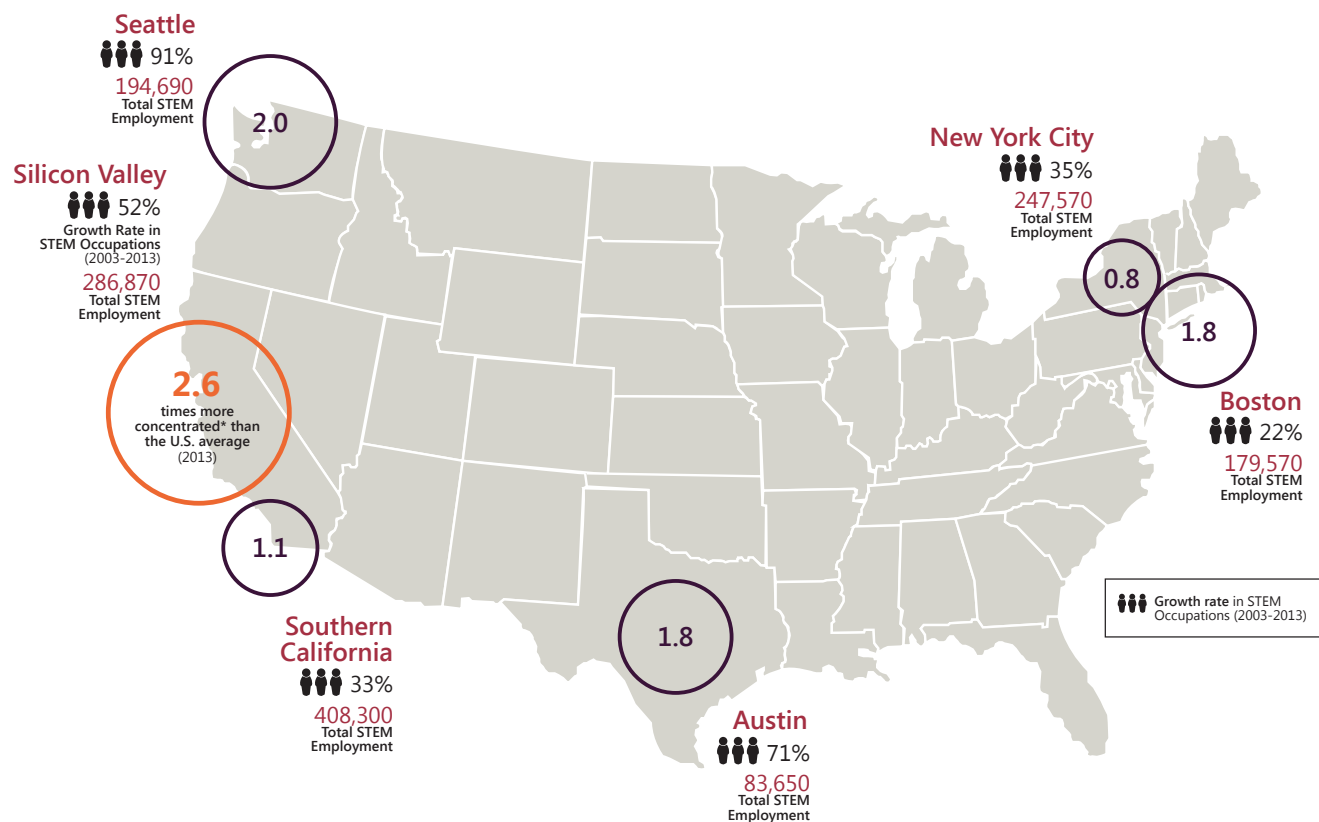 Seattle
91%
194,690
Total STEM
Employment
2.0
Silicon Valley
52%
Growth Rate in
STEM Occupations
(2003-2013)
286,870
Total STEM
Employment
2.6
times more
concentrated* than
the U.S. average
(2013)
1.1
Southern
California
33%
408,300
Total STEM
Employment
1.8
Austin
71%
83,650
Total STEM
Employment
New York City
35%
247,570
Total STEM
Employment
0.8
1.8
Boston
22%
179,570
Total STEM
Employment
Growth rate in STEM
Occupations (2003-2013)